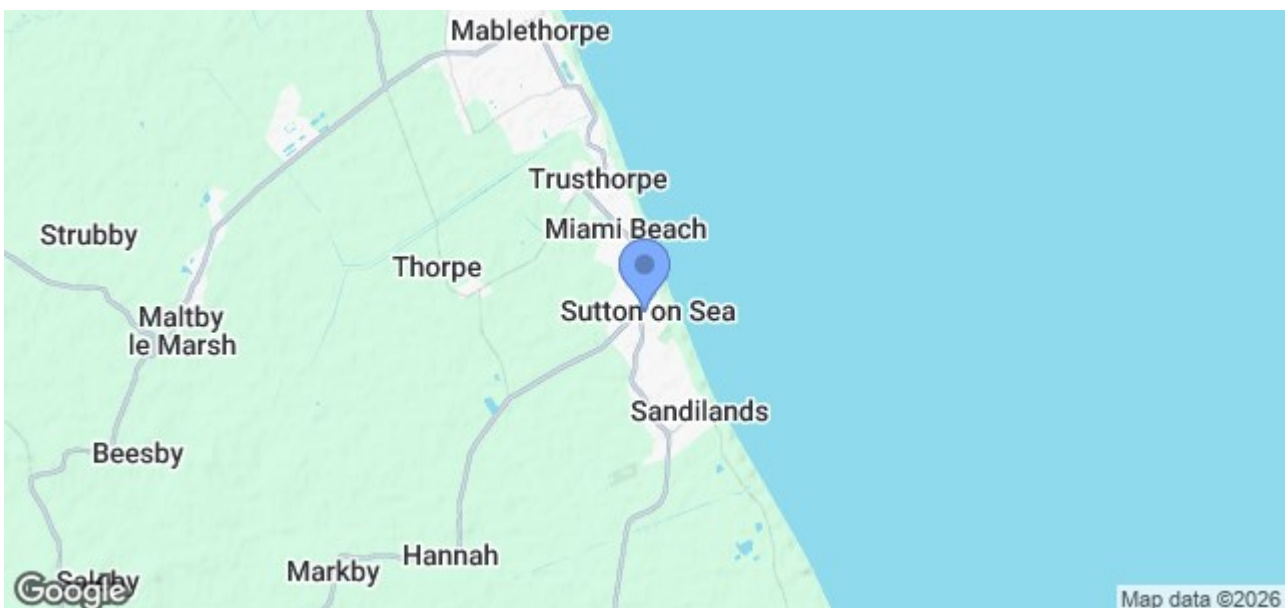 Mablethorpe
Trusthorpe
Miami Beach
Strubby
Thorpe
Sutton on Sea
Maltby
le Marsh
Sandilands
Beesby
Hannah
Markby
Google
Map data ©2026